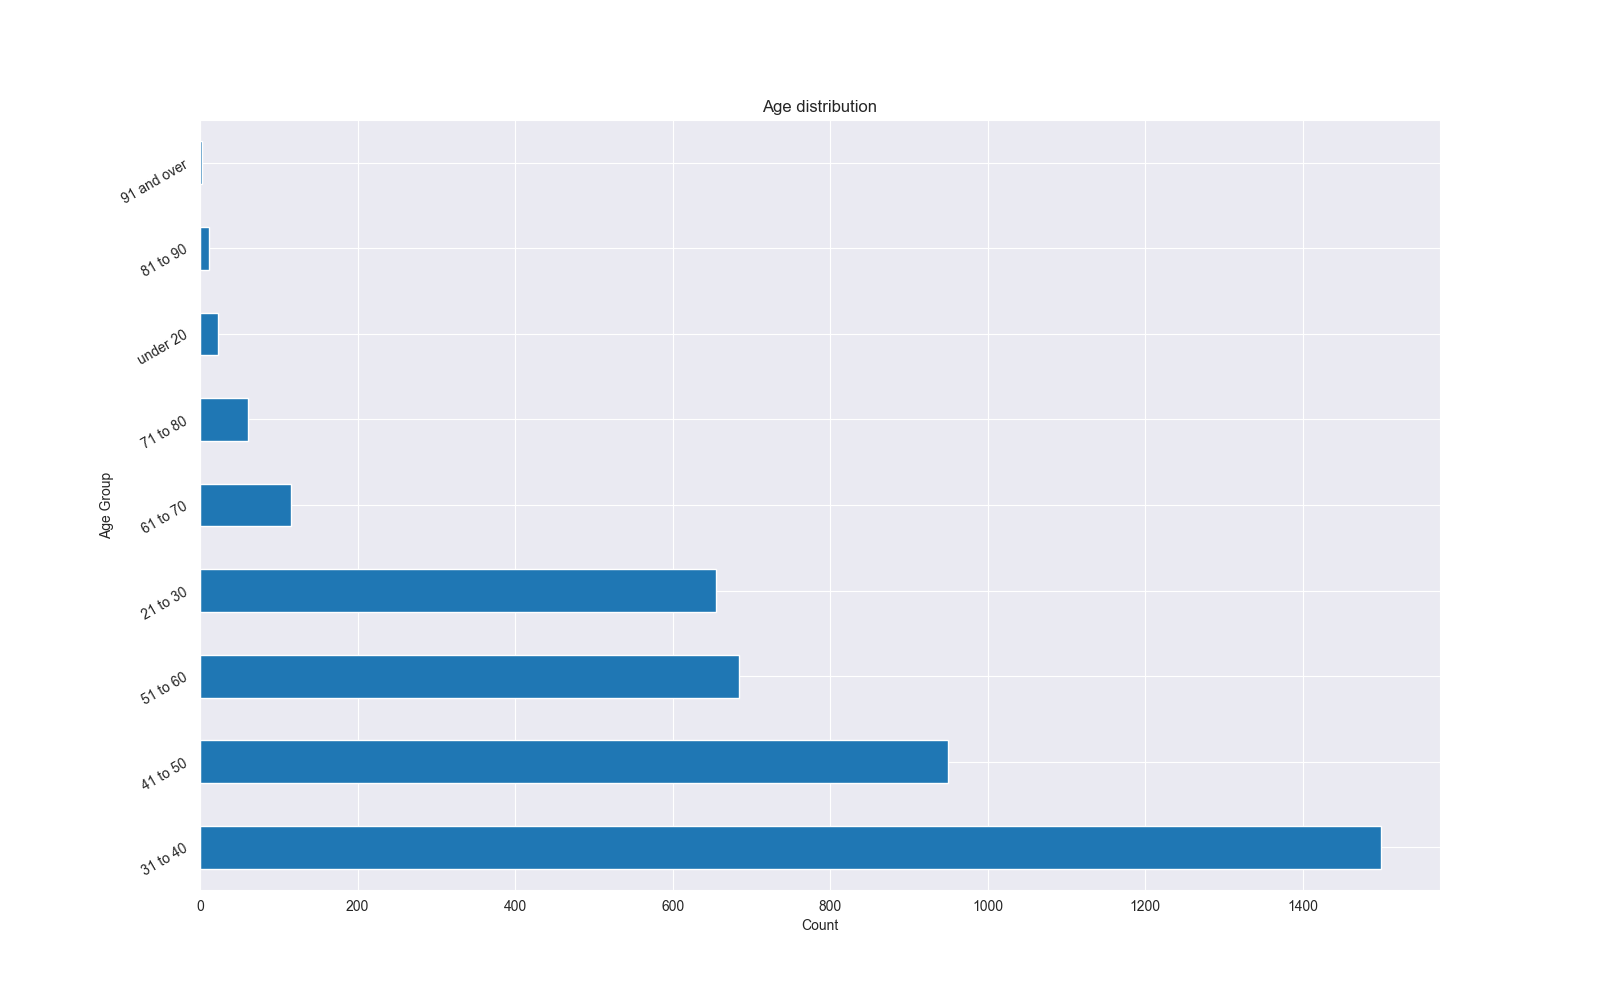 Age distribution
91 and over
81 to 90
under 20
71 to 80
61 to 70
21 to 30
51 to 60
41 to 50
31 to 40
Age Group
0 200 400 600 800 1000 1200 1400
Count